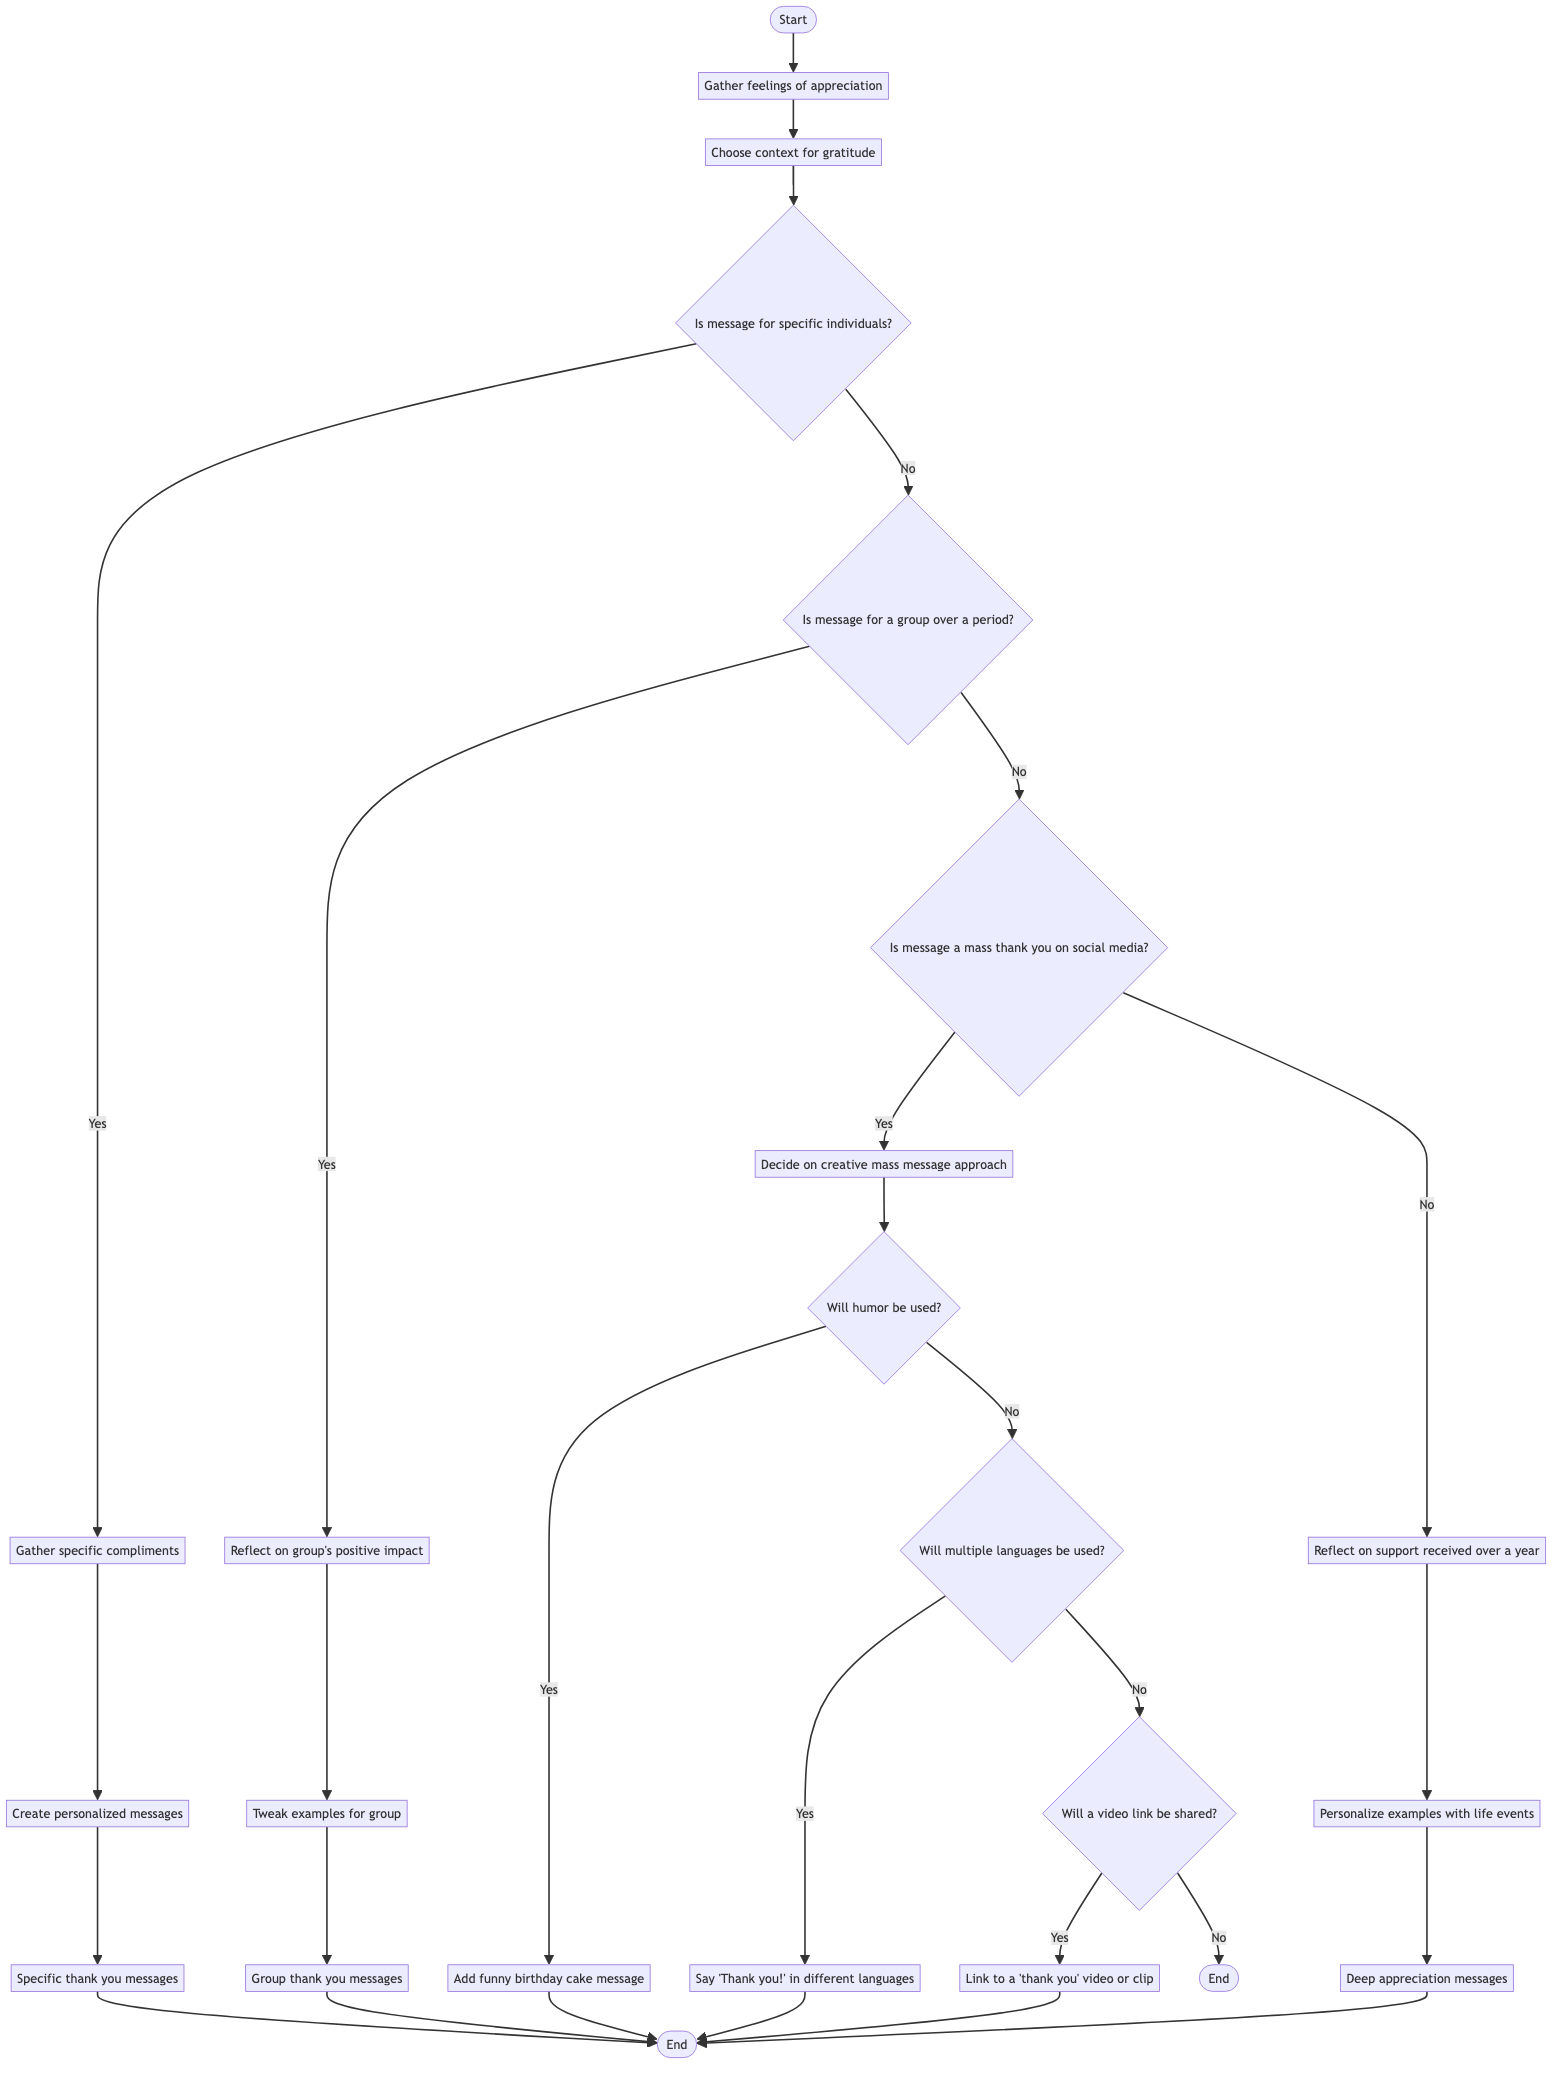 Start
Gather feelings of appreciation
Choose context for gratitude
Is message for specific individuals?
No
Is message for a group over a period?
No
Is message a mass thank you on social media?
Yes
Yes
Decide on creative mass message approach
Yes
No
Will humor be used?
No
Gather specific compliments
Reflect on group's positive impact
Will multiple languages be used?
Reflect on support received over a year
Yes
No
Create personalized messages
Tweak examples for group
Yes
Will a video link be shared?
Personalize examples with life events
Yes
No
Specific thank you messages
Group thank you messages
Add funny birthday cake message
Say 'Thank you!' in different languages
Link to a 'thank you' video or clip
End
Deep appreciation messages
End